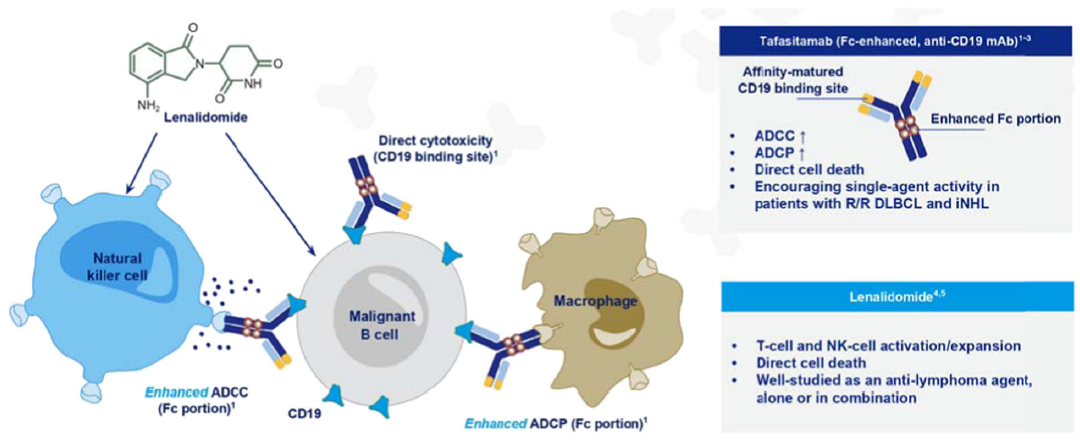 O
N
O
O
NH
NH₂
Lenalidomide
Direct cytotoxicity
(CD19 binding site)¹
Natural
killer cell
Malignant
B cell
Macrophage
Enhanced ADCC
(Fc portion)¹
CD19
Enhanced ADCP (Fc portion)¹
Tafasitamab (Fc-enhanced, anti-CD19 mAb)¹⁻³
Affinity-matured
CD19 binding site
Enhanced Fc portion
• ADCC ↑
• ADCP ↑
• Direct cell death
• Encouraging single-agent activity in
patients with R/R DLBCL and iNHL
Lenalidomide⁴,⁵
• T-cell and NK-cell activation/expansion
• Direct cell death
• Well-studied as an anti-lymphoma agent,
alone or in combination